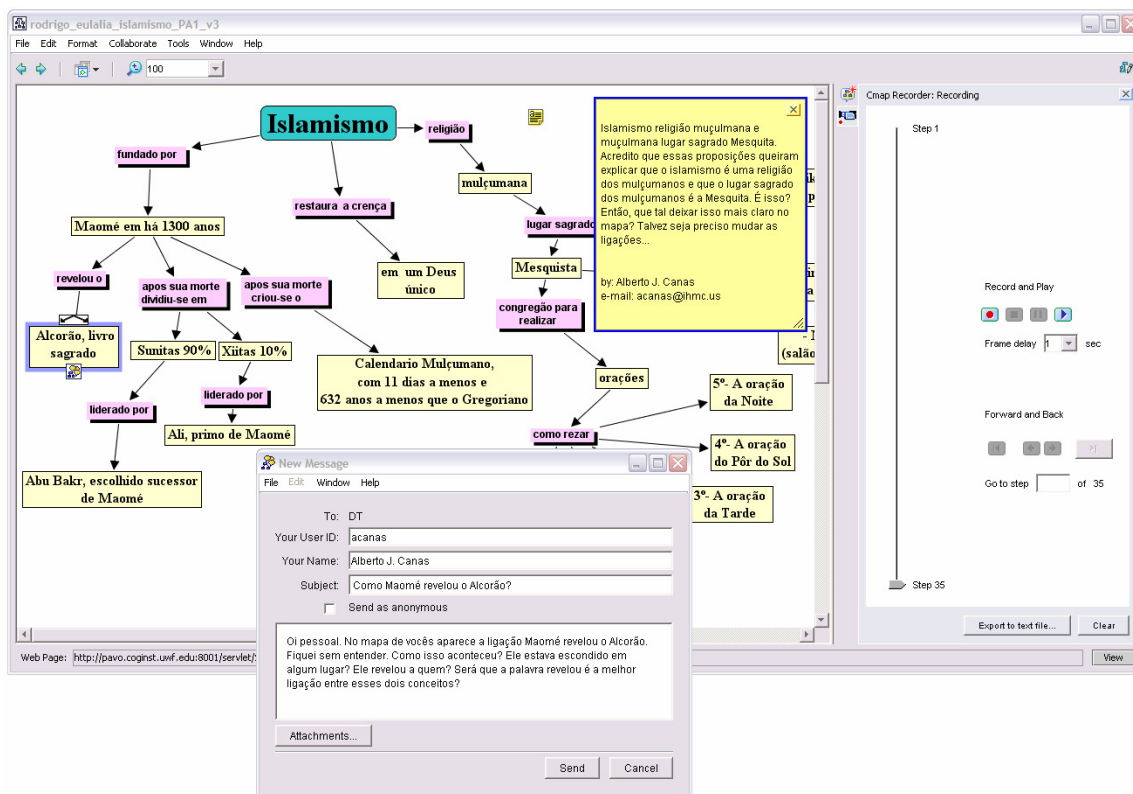 rodrigo_eulalia_islamismo_PA1_v3
File Edit Format Collaborate Tools Window Help
100
Islamismo
religião
fundado por
mulçumana
restaura a crença
lugar sagrado
Maomé em há 1300 anos
em um Deus
único
Mesquista
revelou o
apos sua morte
dividiu-se em
apos sua morte
criou-se o
congregão para
realizar
Alcorão, livro
sagrado
Sunitas 90%
Xiitas 10%
Calendario Mulçumano,
com 11 dias a menos e
632 anos a menos que o Gregoriano
orações
(salão
5º- A oração
da Noite
liderado por
liderado por
Ali, primo de Maomé
como rezar
4º- A oração
do Pôr do Sol
Abu Bakr, escolhido sucessor
de Maomé
3º- A oração
da Tarde
Islamismo religião muçulmana e
muçulmana lugar sagrado Mesquita.
Acredito que essas proposições queiram
explicar que o islamismo é uma religião
dos mulçumanos e que o lugar sagrado
dos mulçumanos é a Mesquita. É isso?
Então, que tal deixar isso mais claro no
mapa? Talvez seja preciso mudar as
ligações...
by: Alberto J. Canas
e-mail: acanas@ihmc.us
Cmap Recorder: Recording
Step 1
Record and Play
Frame delay 1 sec
Forward and Back
Go to step of 35
Step 35
Export to text file... Clear
Web Page: http://pavo.coginst.uwf.edu:8001/servlet/
View
New Message
File Edit Window Help
To: DT
Your User ID: acanas
Your Name: Alberto J. Canas
Subject: Como Maomé revelou o Alcorão?
Send as anonymous
Oi pessoal. No mapa de vocês aparece a ligação Maomé revelou o Alcorão.
Fiquei sem entender. Como isso aconteceu? Ele estava escondido em
algum lugar? Ele revelou a quem? Será que a palavra revelou é a melhor
ligação entre esses dois conceitos?
Attachments...
Send Cancel